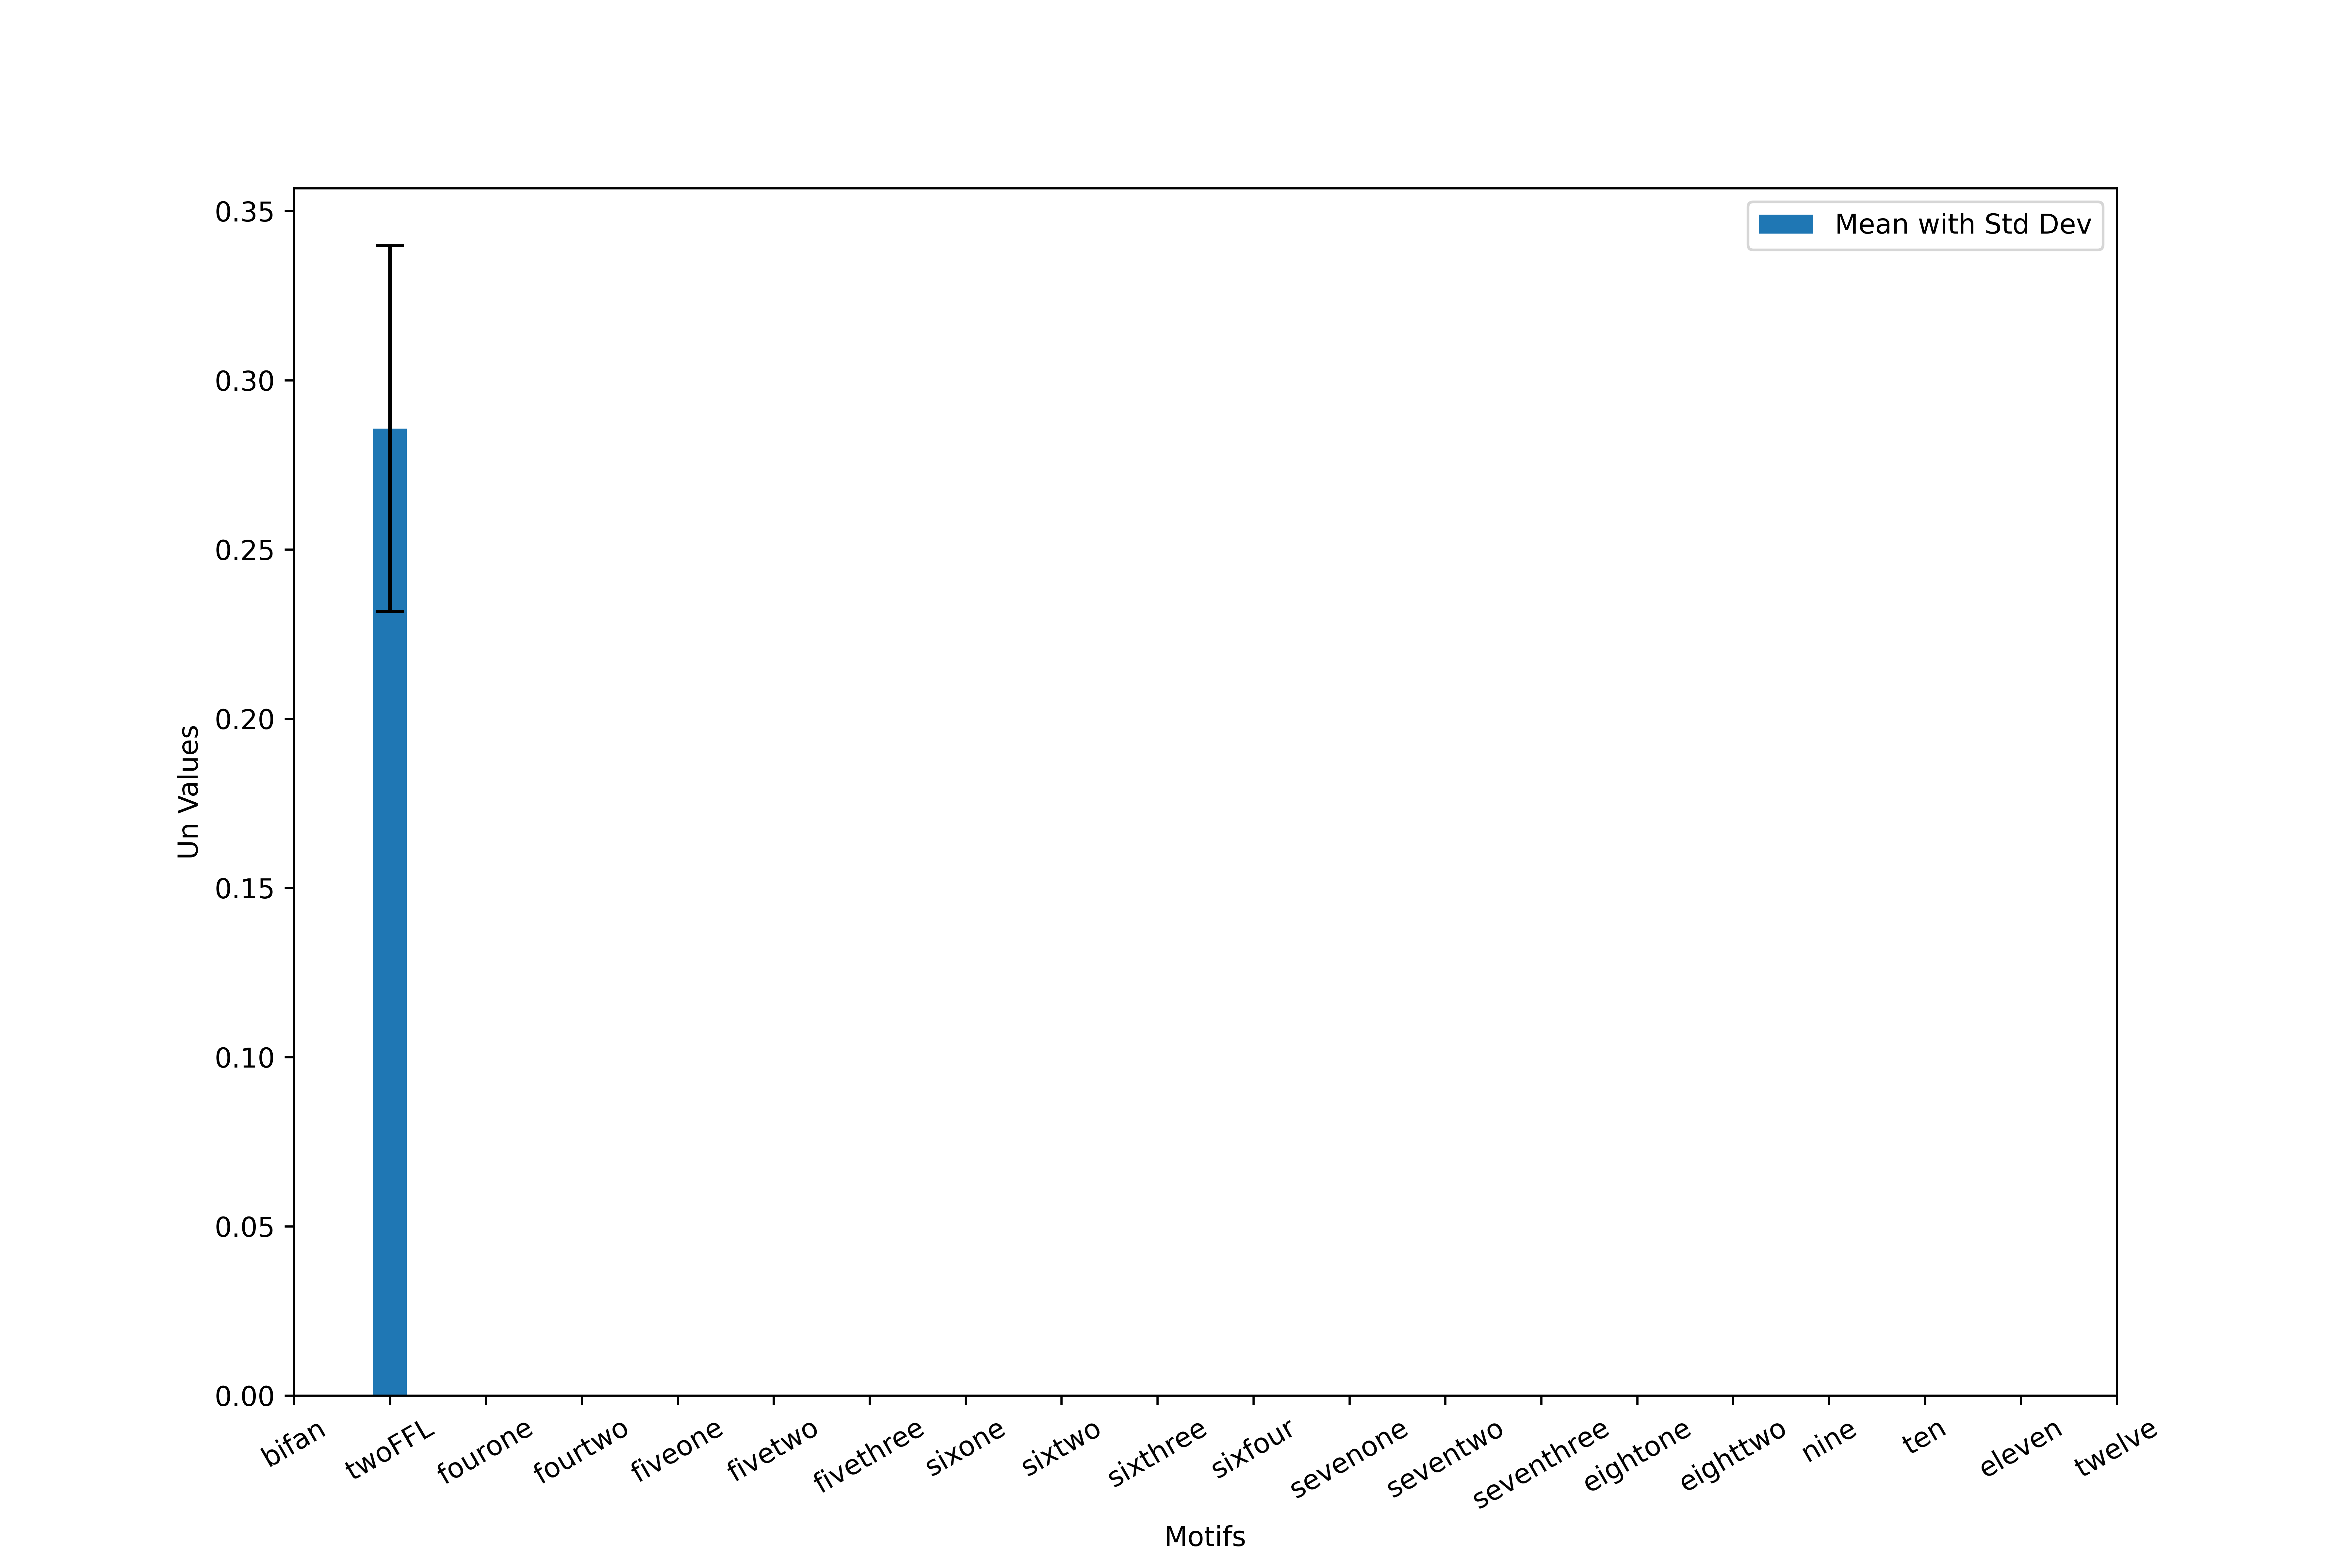 Mean with Std Dev
0.35
0.30
0.25
0.20
0.15
0.10
0.05
0.00
Un Values
bifan twoFFL fourone fourtwo fiveone fivetwo fivethree sixone sixtwo sixthree sixfour sevenone seventwo seventhree eightone eighttwo nine ten eleven twelve
Motifs